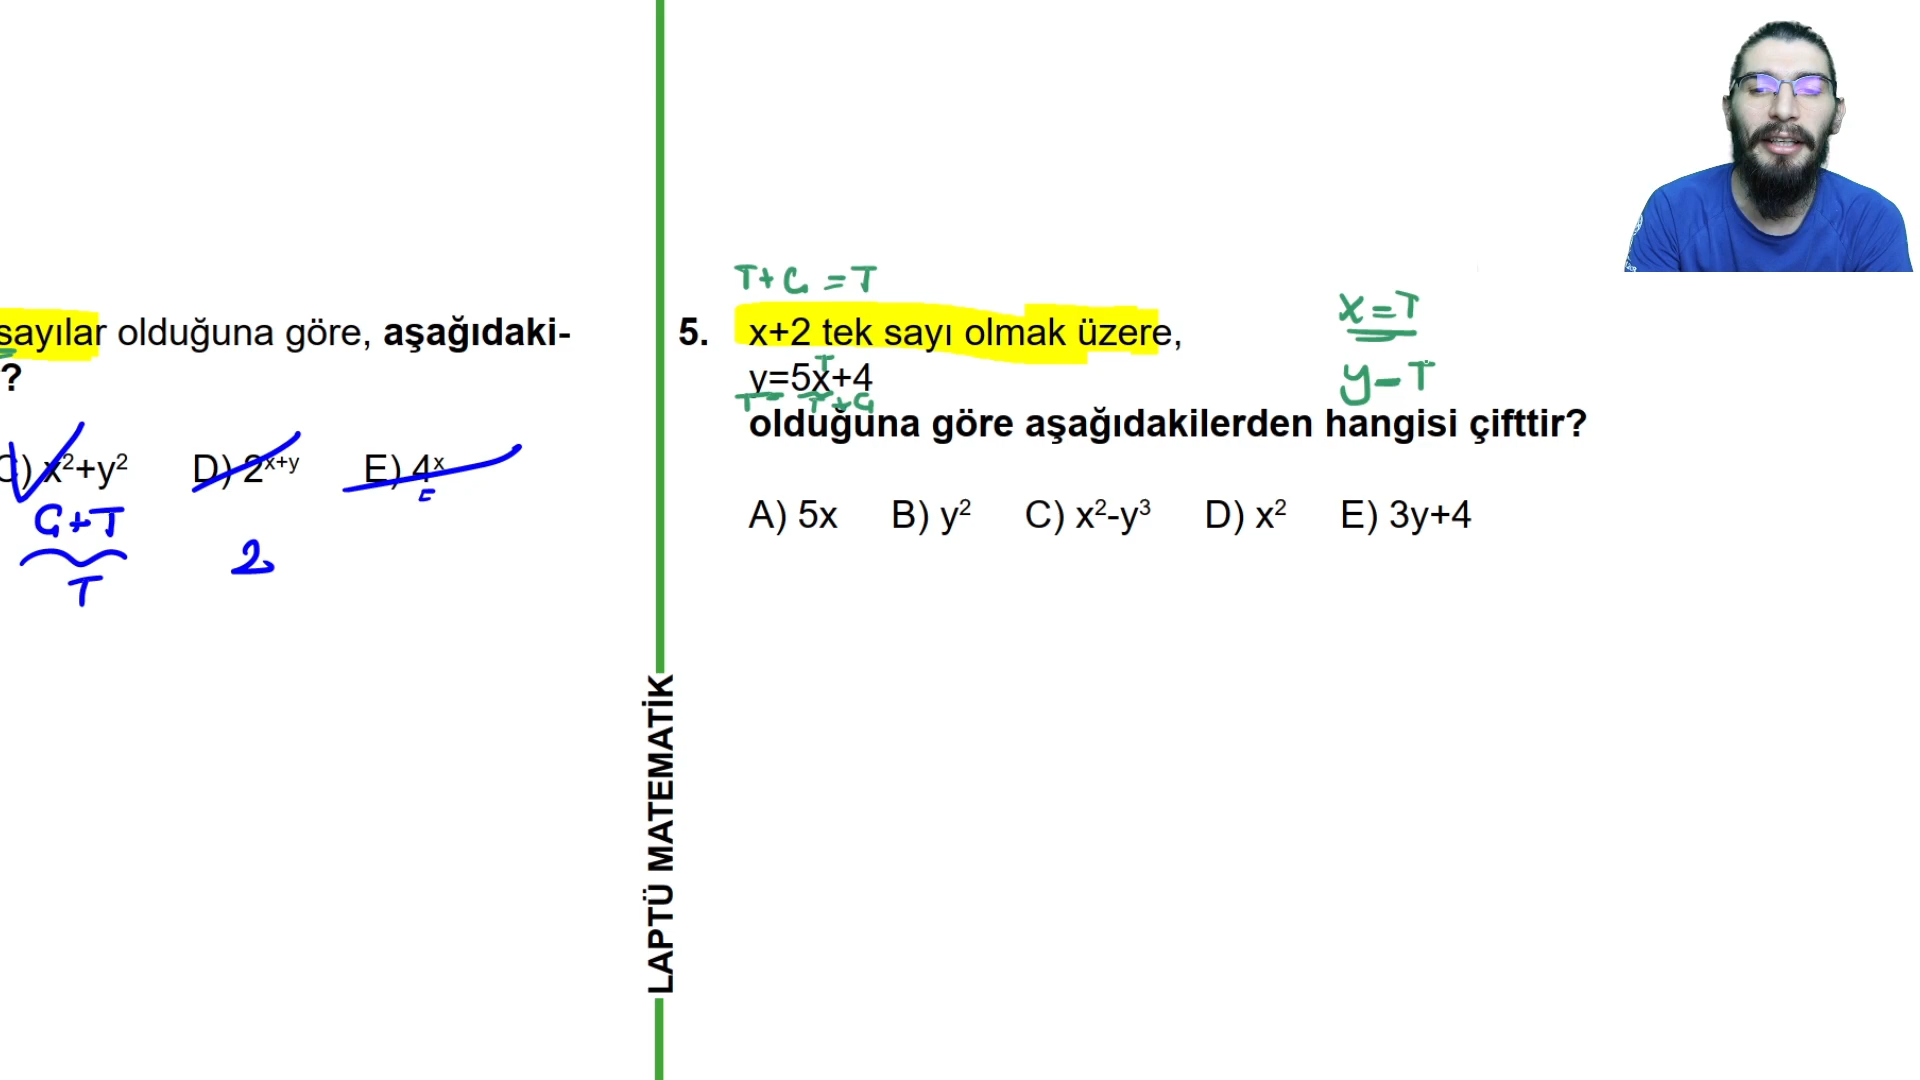 sayılar olduğuna göre, aşağıdaki-
?
C) x²+y² D) 2ˣ⁺ʸ E) 4ˣ
Ç+T
T
2
LAPTÜ MATEMATİK
T+Ç=T
5. x+2 tek sayı olmak üzere,
T
y=5x+4
T= T+Ç
x=T
y-T
olduğuna göre aşağıdakilerden hangisi çifttir?
A) 5x B) y² C) x²-y³ D) x² E) 3y+4